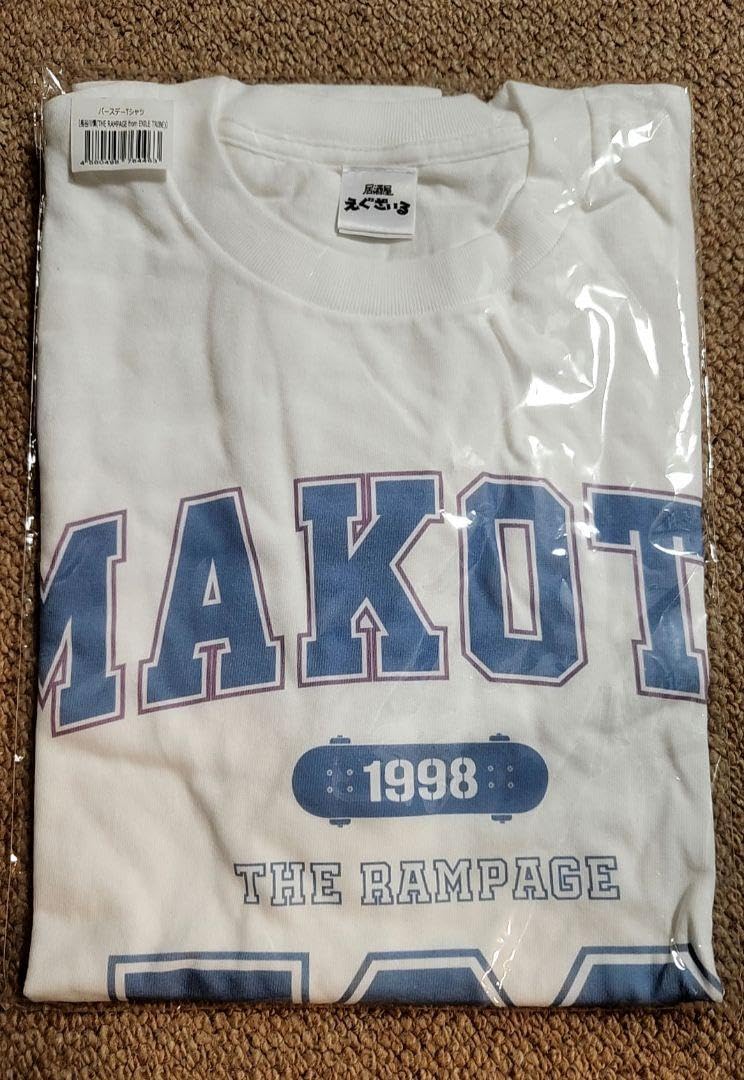 バースデーTシャツ
(長谷川慎(THE RAMPAGE from EXILE TRIBE))
居酒屋
えぐざいる
MAKOT
1998
THE RAMPAGE